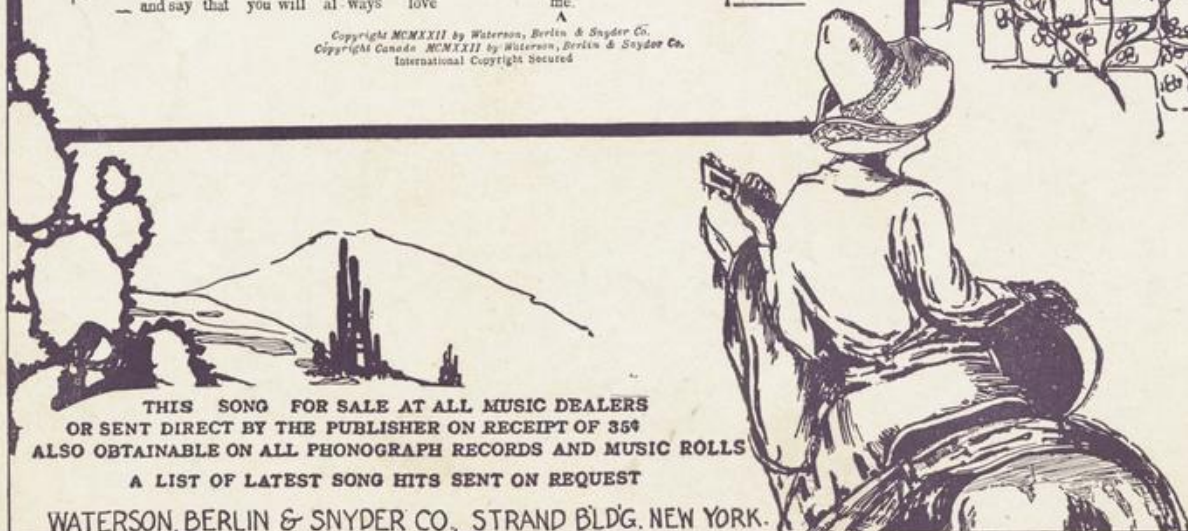 and say that you will al ways love me.
Copyright MCMXXII by Waterson, Berlin & Snyder Co.
Copyright Canada MCMXXII by Waterson, Berlin & Snyder Co.
International Copyright Secured
THIS SONG FOR SALE AT ALL MUSIC DEALERS
OR SENT DIRECT BY THE PUBLISHER ON RECEIPT OF 35¢
ALSO OBTAINABLE ON ALL PHONOGRAPH RECORDS AND MUSIC ROLLS
A LIST OF LATEST SONG HITS SENT ON REQUEST
WATERSON, BERLIN & SNYDER CO., STRAND BLDG, NEW YORK.